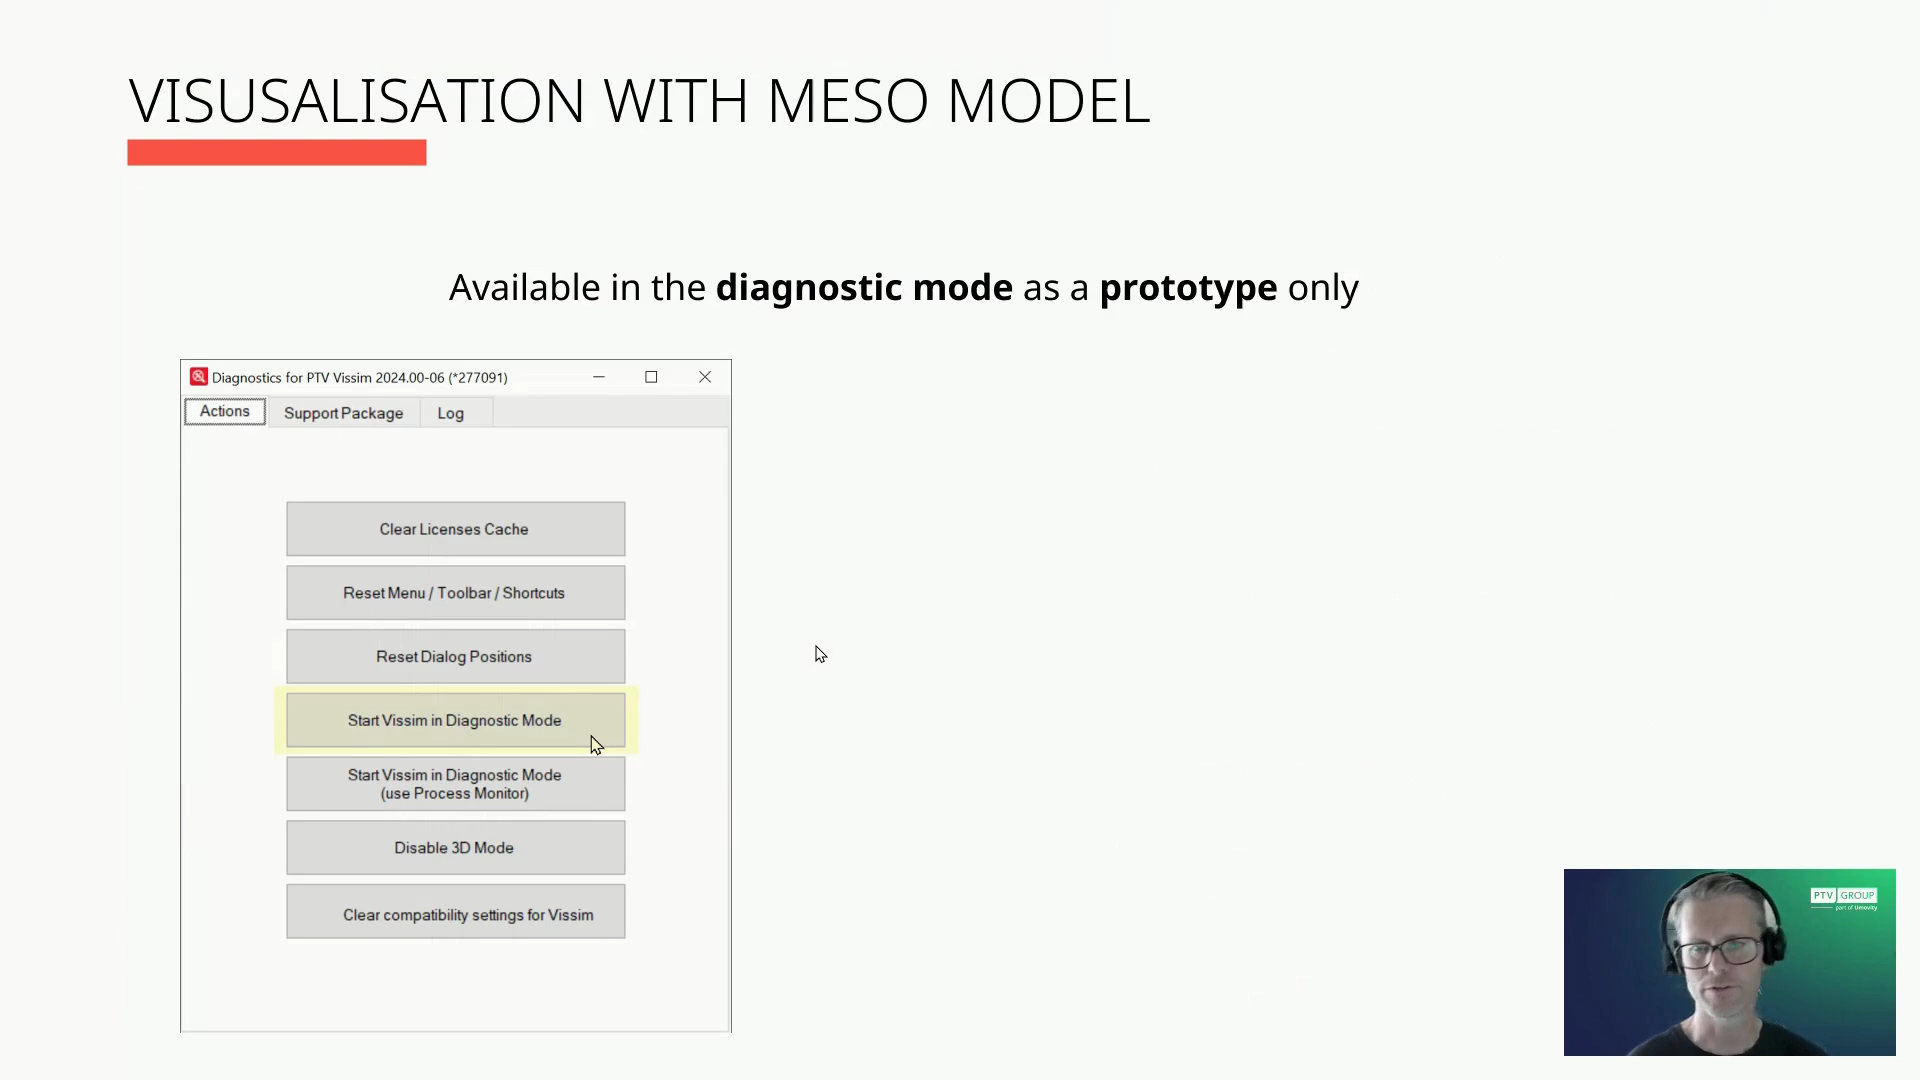 VISUSALISATION WITH MESO MODEL
Available in the diagnostic mode as a prototype only
Diagnostics for PTV Vissim 2024.00-06 (*277091)
Actions
Support Package
Log
Clear Licenses Cache
Reset Menu / Toolbar / Shortcuts
Reset Dialog Positions
Start Vissim in Diagnostic Mode
Start Vissim in Diagnostic Mode
(use Process Monitor)
Disable 3D Mode
Clear compatibility settings for Vissim
PTV GROUP
part of Umovity